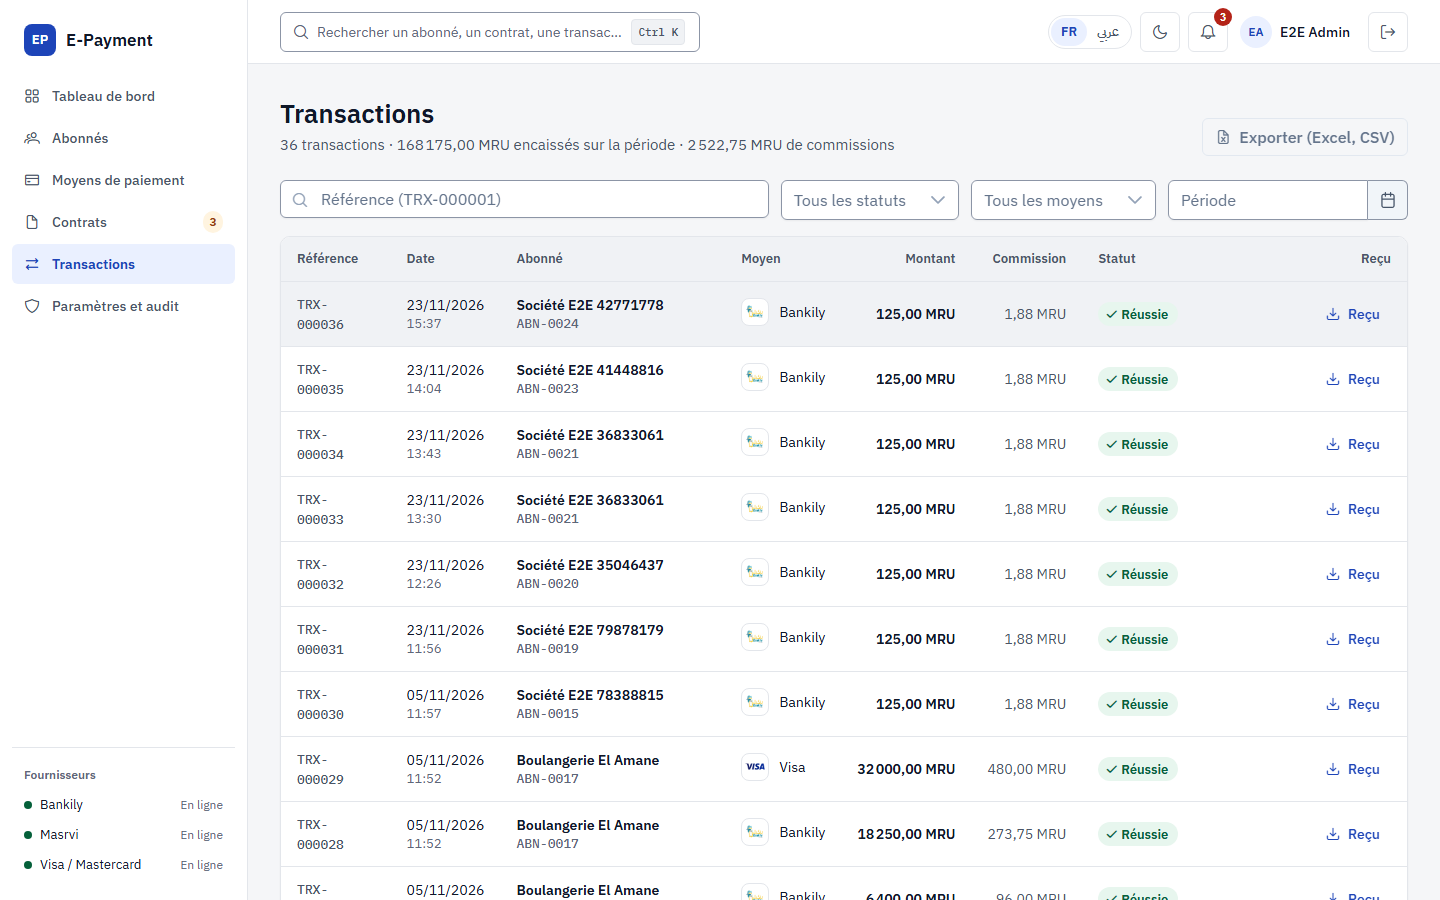 EP E-Payment
Tableau de bord
Abonnés
Moyens de paiement
Contrats 3
Transactions
Paramètres et audit
Fournisseurs
Bankily En ligne
Masrvi En ligne
Visa / Mastercard En ligne
Rechercher un abonné, un contrat, une transac... Ctrl K
FR عربي 3 EA E2E Admin
Transactions
36 transactions · 168 175,00 MRU encaissés sur la période · 2 522,75 MRU de commissions
Exporter (Excel, CSV)
Référence (TRX-000001) Tous les statuts Tous les moyens Période
Référence Date Abonné Moyen Montant Commission Statut Reçu
TRX-000036 23/11/2026 15:37 Société E2E 42771778 ABN-0024 Bankily 125,00 MRU 1,88 MRU Réussie Reçu
TRX-000035 23/11/2026 14:04 Société E2E 41448816 ABN-0023 Bankily 125,00 MRU 1,88 MRU Réussie Reçu
TRX-000034 23/11/2026 13:43 Société E2E 36833061 ABN-0021 Bankily 125,00 MRU 1,88 MRU Réussie Reçu
TRX-000033 23/11/2026 13:30 Société E2E 36833061 ABN-0021 Bankily 125,00 MRU 1,88 MRU Réussie Reçu
TRX-000032 23/11/2026 12:26 Société E2E 35046437 ABN-0020 Bankily 125,00 MRU 1,88 MRU Réussie Reçu
TRX-000031 23/11/2026 11:56 Société E2E 79878179 ABN-0019 Bankily 125,00 MRU 1,88 MRU Réussie Reçu
TRX-000030 05/11/2026 11:57 Société E2E 78388815 ABN-0015 Bankily 125,00 MRU 1,88 MRU Réussie Reçu
TRX-000029 05/11/2026 11:52 Boulangerie El Amane ABN-0017 VISA Visa 32 000,00 MRU 480,00 MRU Réussie Reçu
TRX-000028 05/11/2026 11:52 Boulangerie El Amane ABN-0017 Bankily 18 250,00 MRU 273,75 MRU Réussie Reçu
TRX- 05/11/2026 Boulangerie El Amane Bankily 6 400,00 MRU 96,00 MRU Réussie Reçu